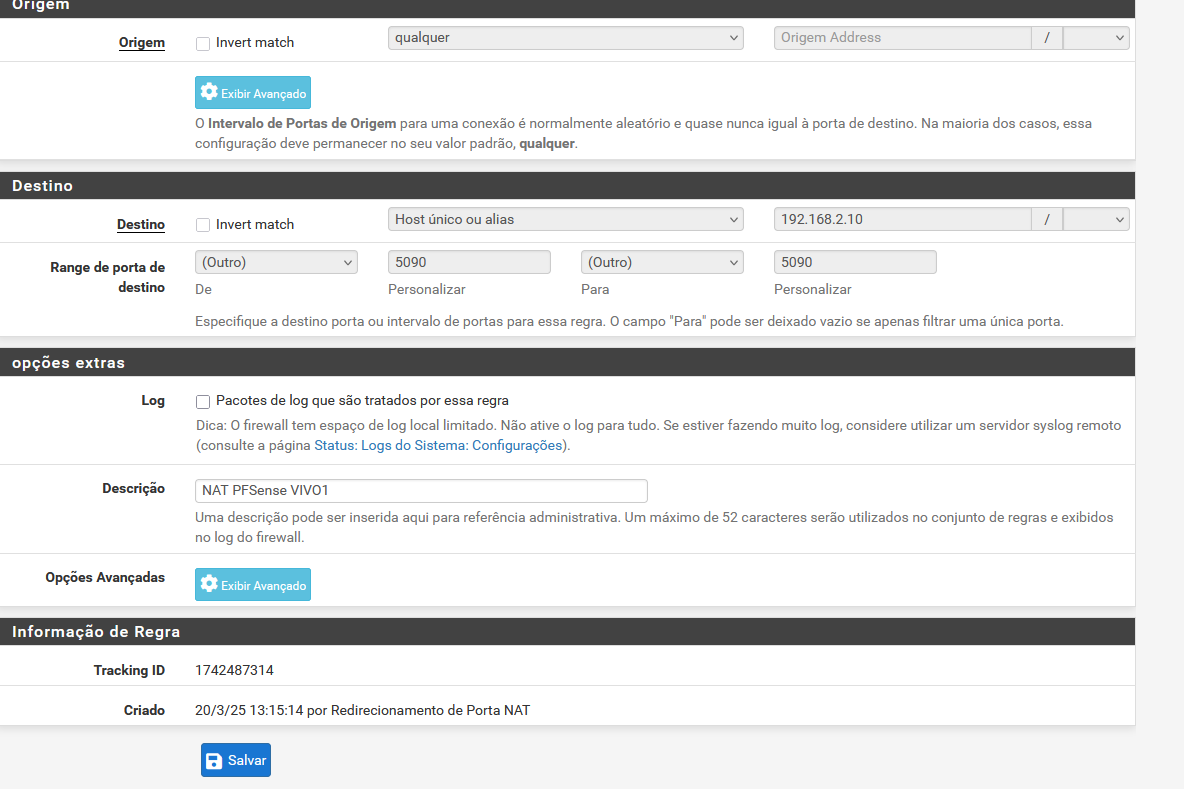 Origem
Origem Invert match qualquer Origem Address /
Exibir Avançado
O Intervalo de Portas de Origem para uma conexão é normalmente aleatório e quase nunca igual à porta de destino. Na maioria dos casos, essa
configuração deve permanecer no seu valor padrão, qualquer.
Destino
Destino Invert match Host único ou alias 192.168.2.10 /
Range de porta de
destino
(Outro) 5090 (Outro) 5090
De Personalizar Para Personalizar
Especifique a destino porta ou intervalo de portas para essa regra. O campo "Para" pode ser deixado vazio se apenas filtrar uma única porta.
opções extras
Log Pacotes de log que são tratados por essa regra
Dica: O firewall tem espaço de log local limitado. Não ative o log para tudo. Se estiver fazendo muito log, considere utilizar um servidor syslog remoto
(consulte a página Status: Logs do Sistema: Configurações).
Descrição NAT PFSense VIVO1
Uma descrição pode ser inserida aqui para referência administrativa. Um máximo de 52 caracteres serão utilizados no conjunto de regras e exibidos
no log do firewall.
Opções Avançadas Exibir Avançado
Informação de Regra
Tracking ID 1742487314
Criado 20/3/25 13:15:14 por Redirecionamento de Porta NAT
Salvar